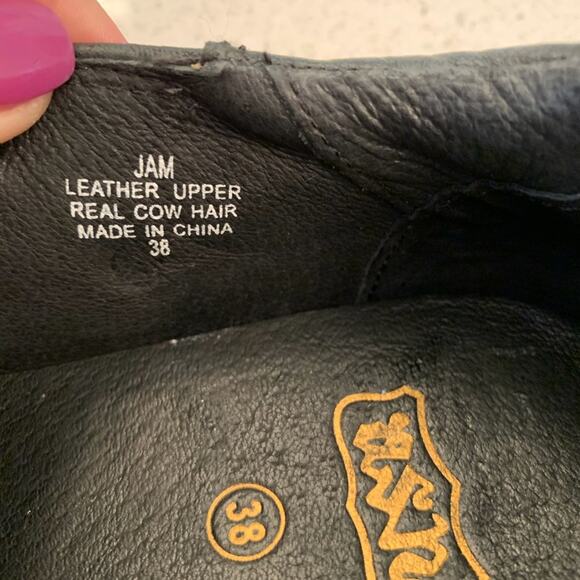 JAM
LEATHER UPPER
REAL COW HAIR
MADE IN CHINA
38
38